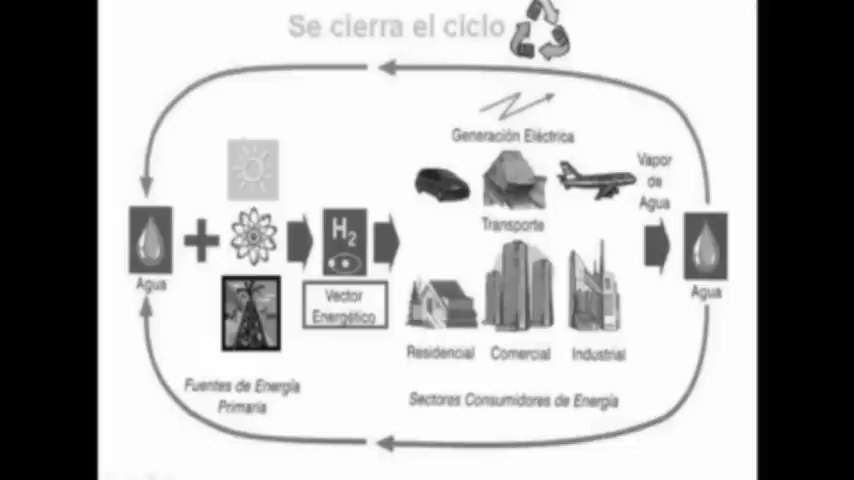 Se cierra el ciclo
Generación Eléctrica
Vapor
de
Agua
Transporte
H2
Agua
Vector
Energético
Agua
Residencial
Comercial
Industrial
Fuentes de Energía
Primaria
Sectores Consumidores de Energía